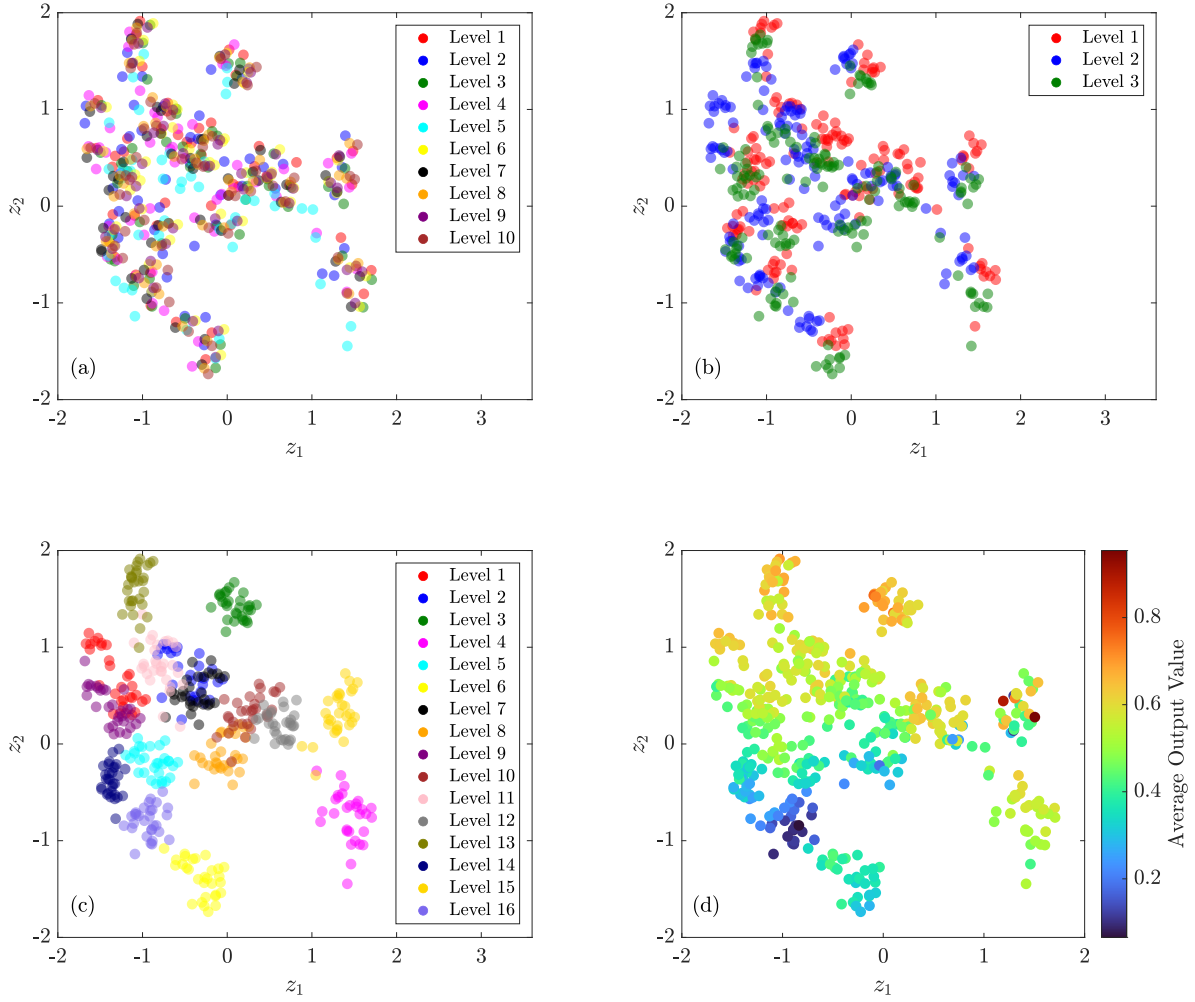 2
1
0
-1
-2
z2
-2
-1
0
1
2
3
z1
(a)
Level 1
Level 2
Level 3
Level 4
Level 5
Level 6
Level 7
Level 8
Level 9
Level 10
2
1
0
-1
-2
z2
-2
-1
0
1
2
3
z1
(b)
Level 1
Level 2
Level 3
2
1
0
-1
-2
z2
-2
-1
0
1
2
3
z1
(c)
Level 1
Level 2
Level 3
Level 4
Level 5
Level 6
Level 7
Level 8
Level 9
Level 10
Level 11
Level 12
Level 13
Level 14
Level 15
Level 16
2
1
0
-1
-2
z2
-2
-1
0
1
2
z1
(d)
0.8
0.6
0.4
0.2
Average Output Value